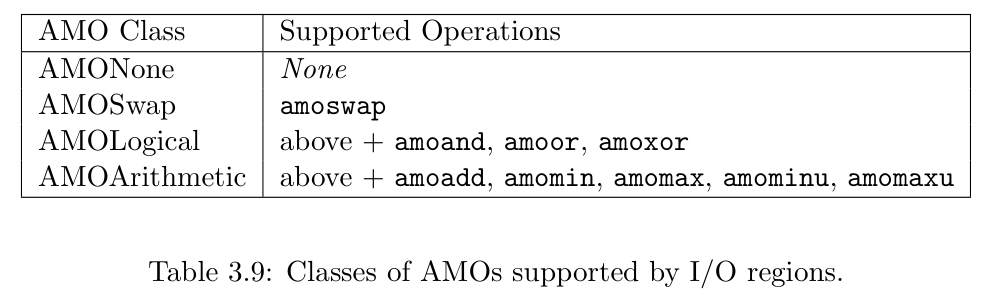 AMO Class Supported Operations
AMONone None
AMOSwap amoswap
AMOLogical above + amoand, amoor, amoxor
AMOArithmetic above + amoadd, amomin, amomax, amominu, amomaxu
Table 3.9: Classes of AMOs supported by I/O regions.